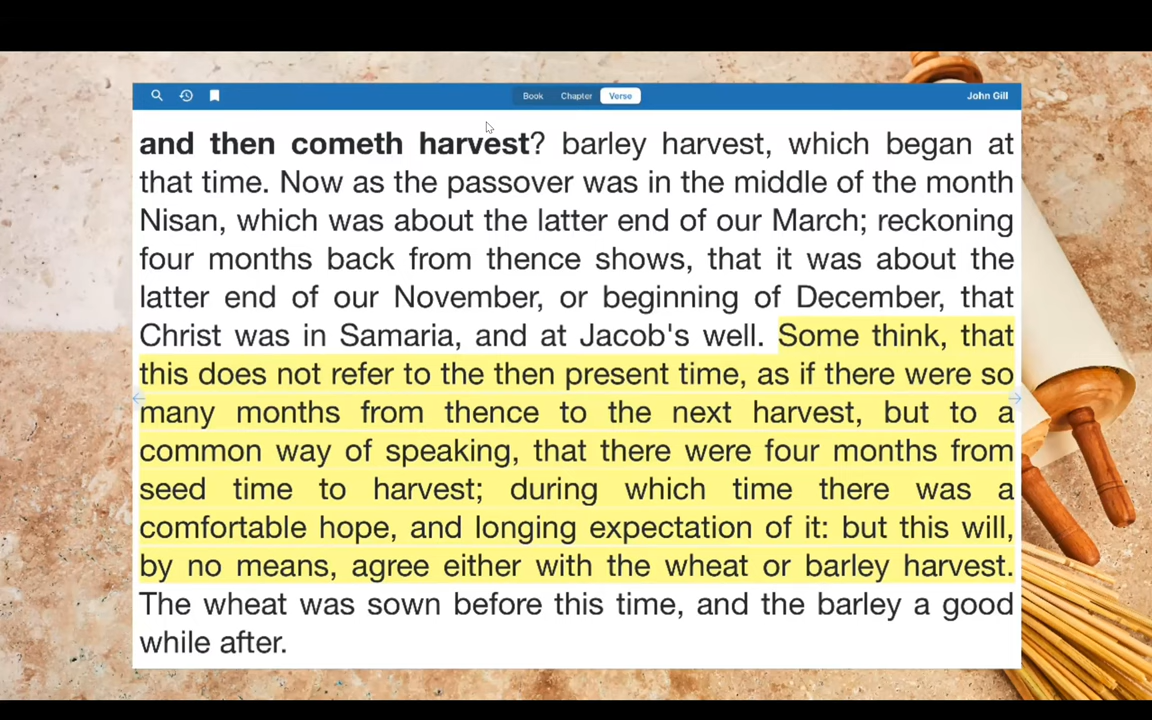 Book Chapter Verse John Gill
and then cometh harvest? barley harvest, which began at
that time. Now as the passover was in the middle of the month
Nisan, which was about the latter end of our March; reckoning
four months back from thence shows, that it was about the
latter end of our November, or beginning of December, that
Christ was in Samaria, and at Jacob's well. Some think, that
this does not refer to the then present time, as if there were so
many months from thence to the next harvest, but to a
common way of speaking, that there were four months from
seed time to harvest; during which time there was a
comfortable hope, and longing expectation of it: but this will,
by no means, agree either with the wheat or barley harvest.
The wheat was sown before this time, and the barley a good
while after.